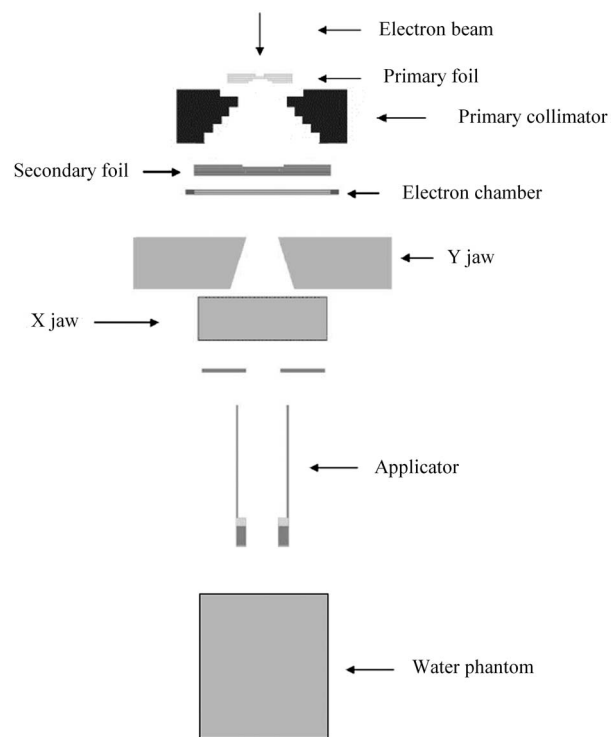 Electron beam
Primary foil
Primary collimator
Secondary foil
Electron chamber
Y jaw
X jaw
Applicator
Water phantom